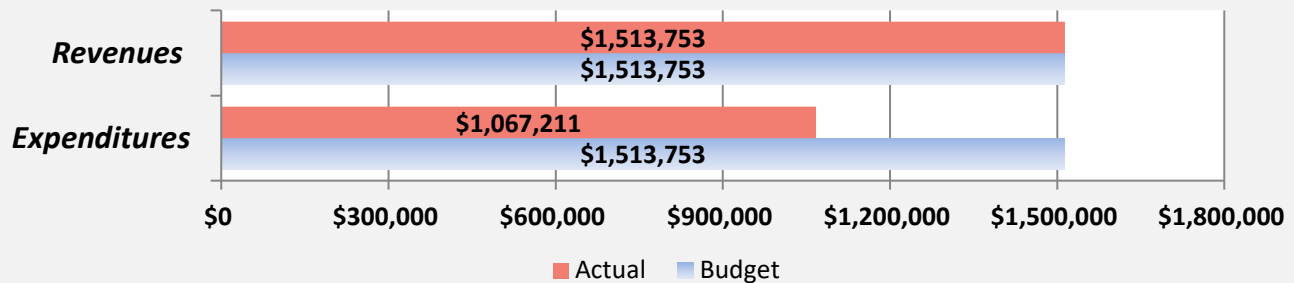 Revenues
$1,513,753
$1,513,753
Expenditures
$1,067,211
$1,513,753
$0 $300,000 $600,000 $900,000 $1,200,000 $1,500,000 $1,800,000
Actual Budget